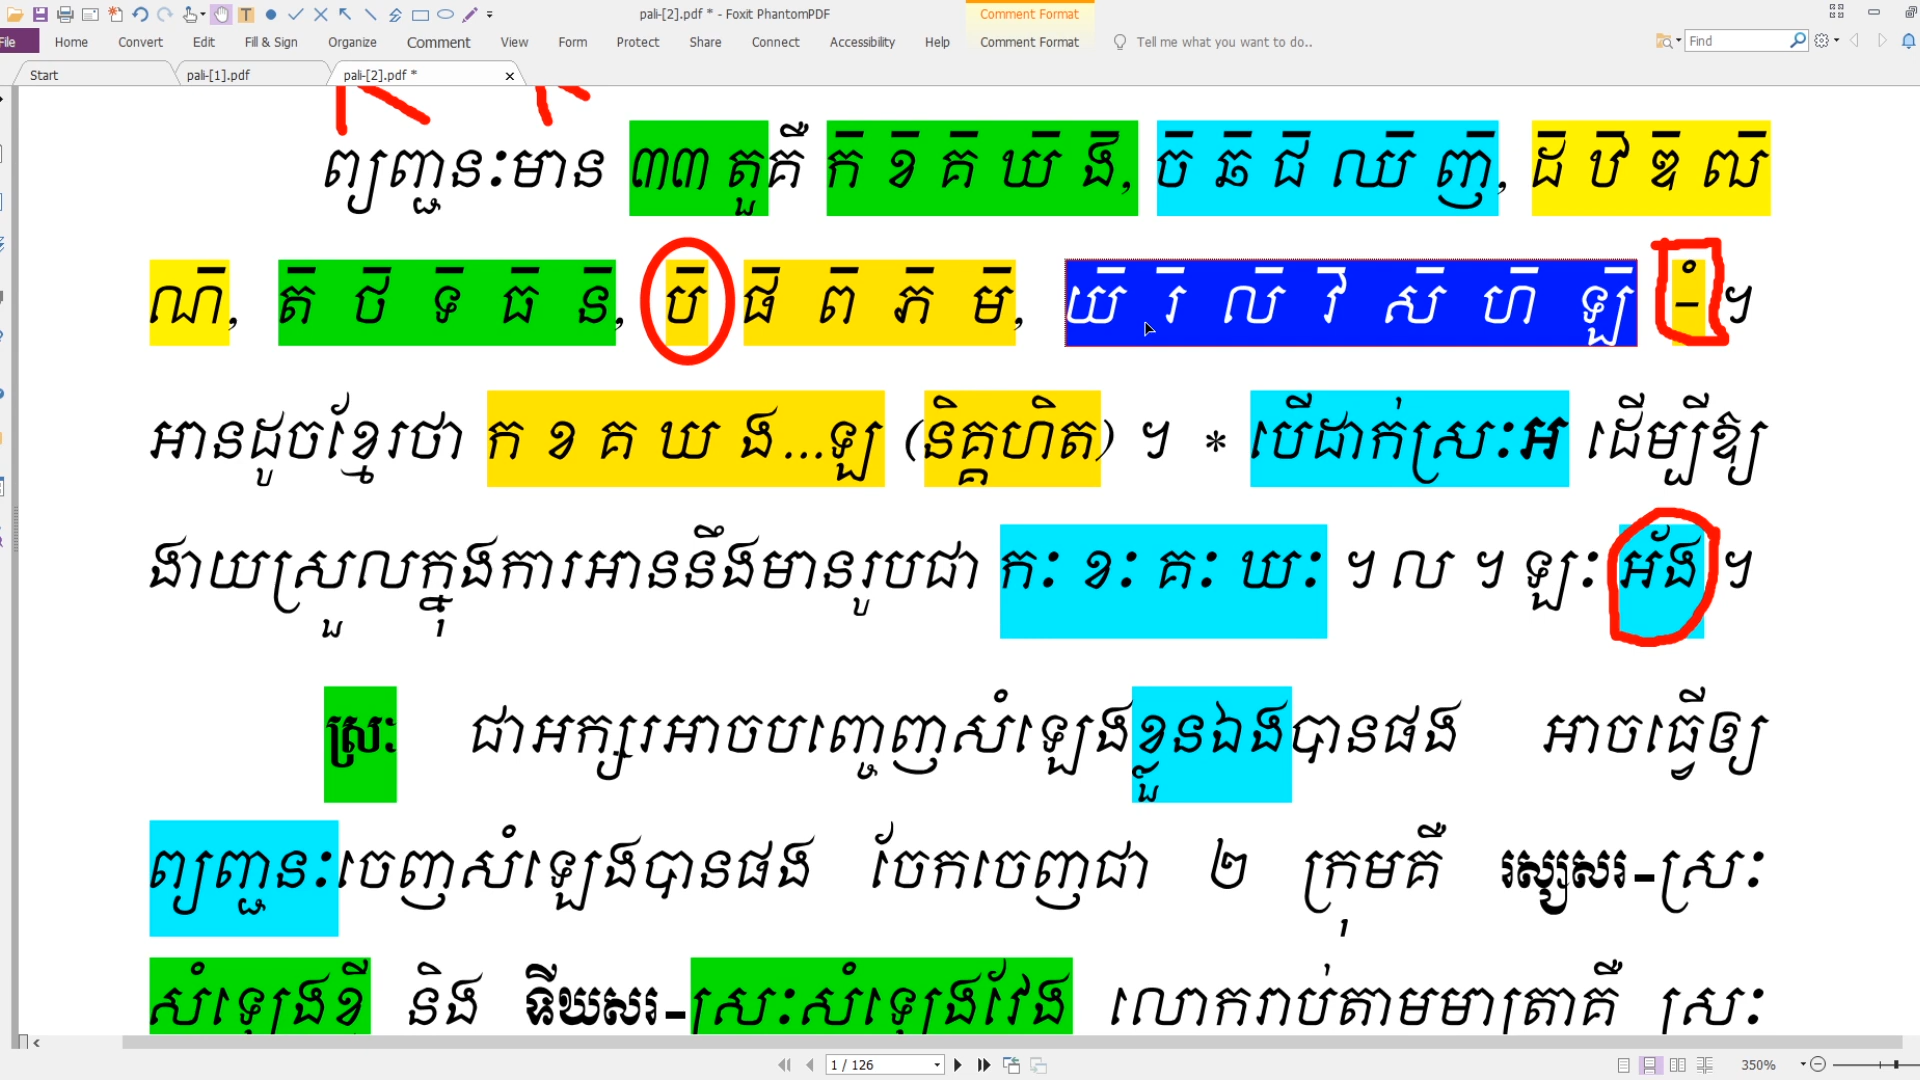 pali-[2].pdf * - Foxit PhantomPDF
Comment Format
File Home Convert Edit Fill & Sign Organize Comment View Form Protect Share Connect Accessibility Help Comment Format Tell me what you want to do.. Find
Start pali-[1].pdf pali-[2].pdf *
ព្យញ្ជនៈមាន ៣៣ តួគឺ ក៑ ខ៑ គ៑ ឃ៑ ង៑, ច៑ ឆ៑ ជ៑ ឈ៑ ញ៑, ដ៑ ឋ៑ ឌ៑ ឍ៑
ណ៑, ត៑ ថ៑ ទ៑ ធ៑ ន៑, ប៑ ផ៑ ព៑ ភ៑ ម៑, យ៑ រ៑ ល៑ វ៑ ស៑ ហ៑ ឡ៑ -ំ ។
អានដូចខ្មែរថា ក ខ គ ឃ ង...ឡ (និគ្គហិត) ។ * បើដាក់ស្រៈអ ដើម្បីឱ្យ
ងាយស្រួលក្នុងការអាននឹងមានរូបជា កៈ ខៈ គៈ ឃៈ ។ ល ។ ឡៈ អ័ង ។
ស្រៈ ជាអក្សរអាចបញ្ចេញសំឡេងខ្លួនឯងបានផង អាចធ្វើឲ្យ
ព្យញ្ជនៈចេញសំឡេងបានផង ចែកចេញជា ២ ក្រុមគឺ រស្សសរ-ស្រៈ
សំឡេងខ្លី និង ទីយសរ-ស្រៈសំឡេងវែង លោករាប់តាមមាត្រាគឺ ស្រៈ
1 / 126 350%